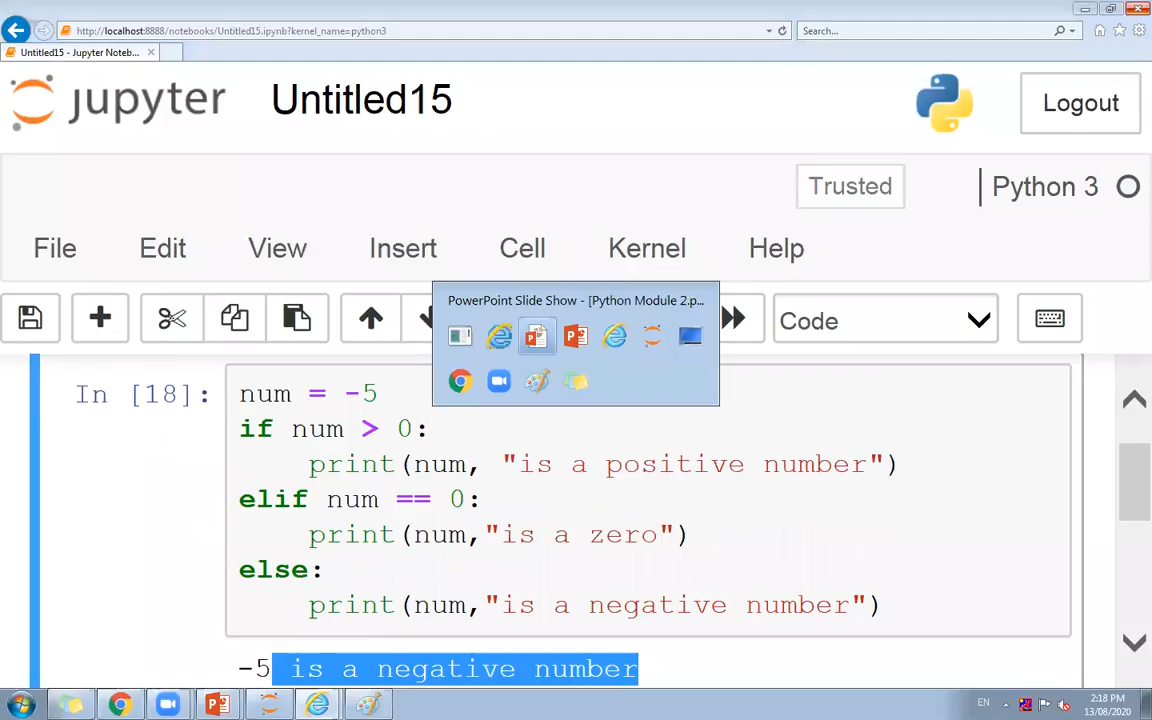 http://localhost:8888/notebooks/Untitled15.ipynb?kernel_name=python3
Search...
Untitled15 - Jupyter Noteb...
jupyter Untitled15
Logout
Trusted
Python 3
File Edit View Insert Cell Kernel Help
PowerPoint Slide Show - [Python Module 2.p...
Code
In [18]: num = -5
if num > 0:
print(num, "is a positive number")
elif num == 0:
print(num,"is a zero")
else:
print(num,"is a negative number")
-5 is a negative number
EN
2:18 PM
13/08/2020